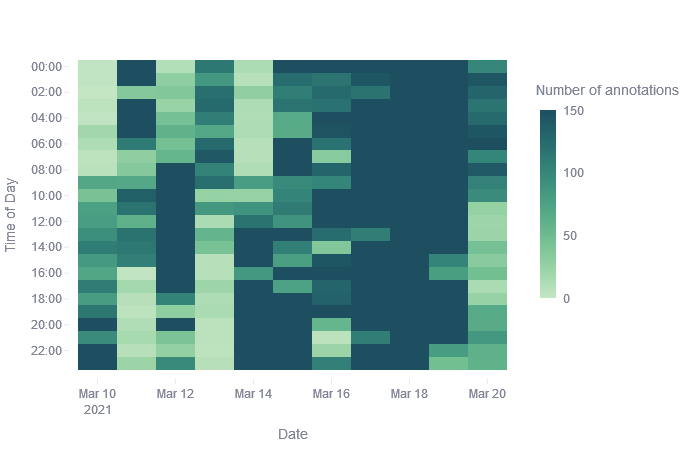 Number of annotations
150
100
50
0
Time of Day
00:00
02:00
04:00
06:00
08:00
10:00
12:00
14:00
16:00
18:00
20:00
22:00
Mar 10
2021
Mar 12
Mar 14
Mar 16
Mar 18
Mar 20
Date